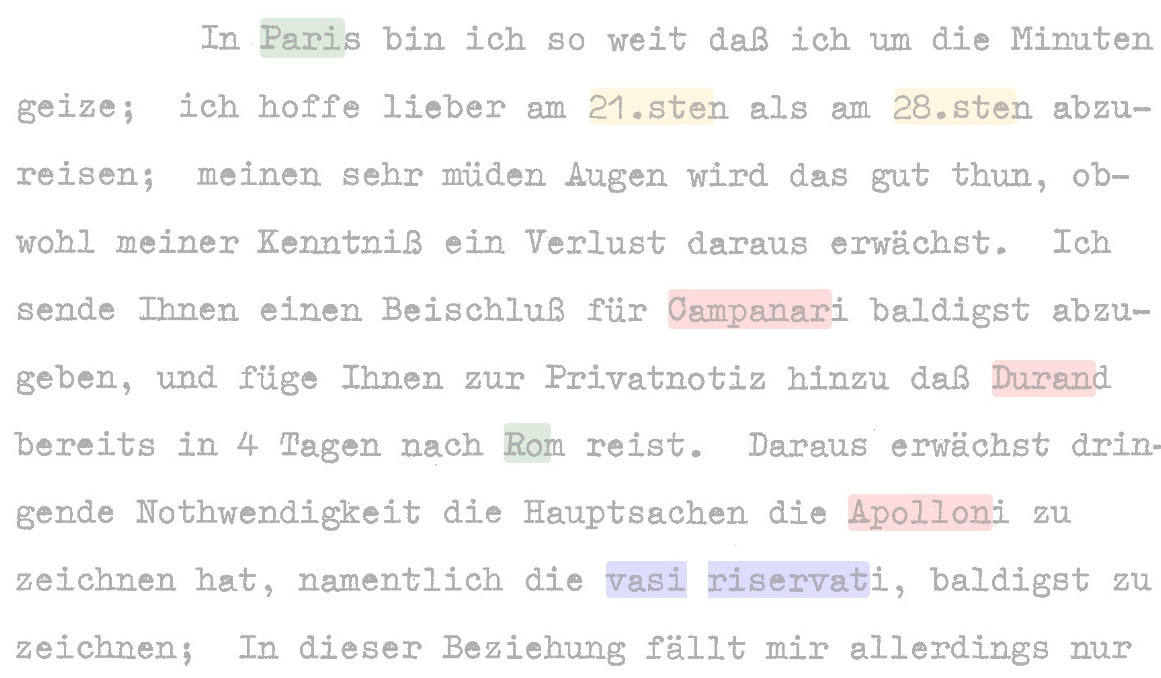 In Paris bin ich so weit daß ich um die Minuten
geize; ich hoffe lieber am 21.sten als am 28.sten abzu-
reisen; meinen sehr müden Augen wird das gut thun, ob-
wohl meiner Kenntniß ein Verlust daraus erwächst. Ich
sende Ihnen einen Beischluß für Campanari baldigst abzu-
geben, und füge Ihnen zur Privatnotiz hinzu daß Durand
bereits in 4 Tagen nach Rom reist. Daraus erwächst drin-
gende Nothwendigkeit die Hauptsachen die Apolloni zu
zeichnen hat, namentlich die vasi riservati, baldigst zu
zeichnen; In dieser Beziehung fällt mir allerdings nur